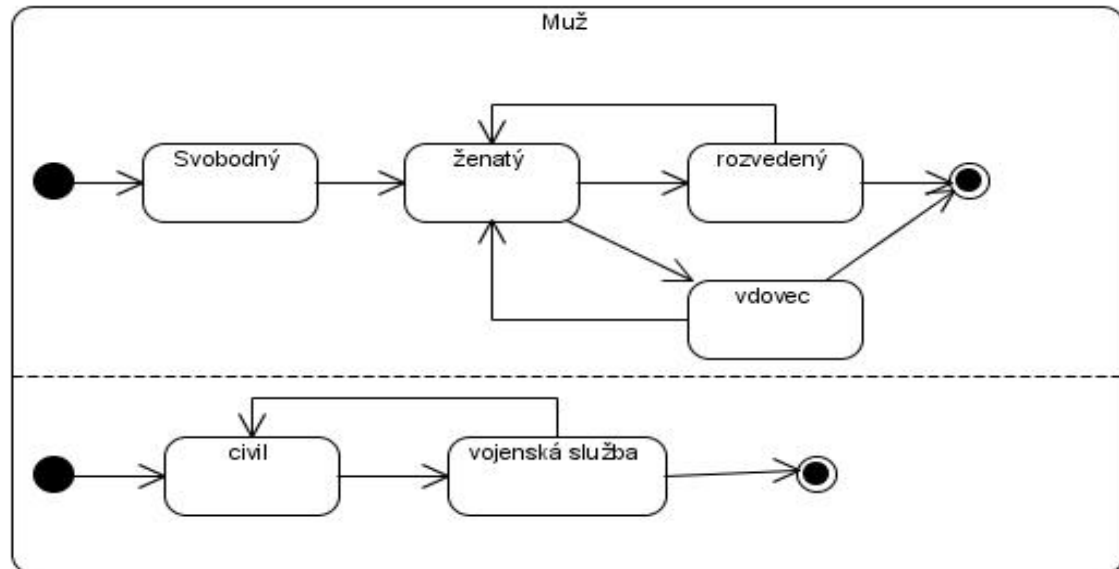 Muž
Svobodný
ženatý
rozvedený
vdovec
civil
vojenská služba